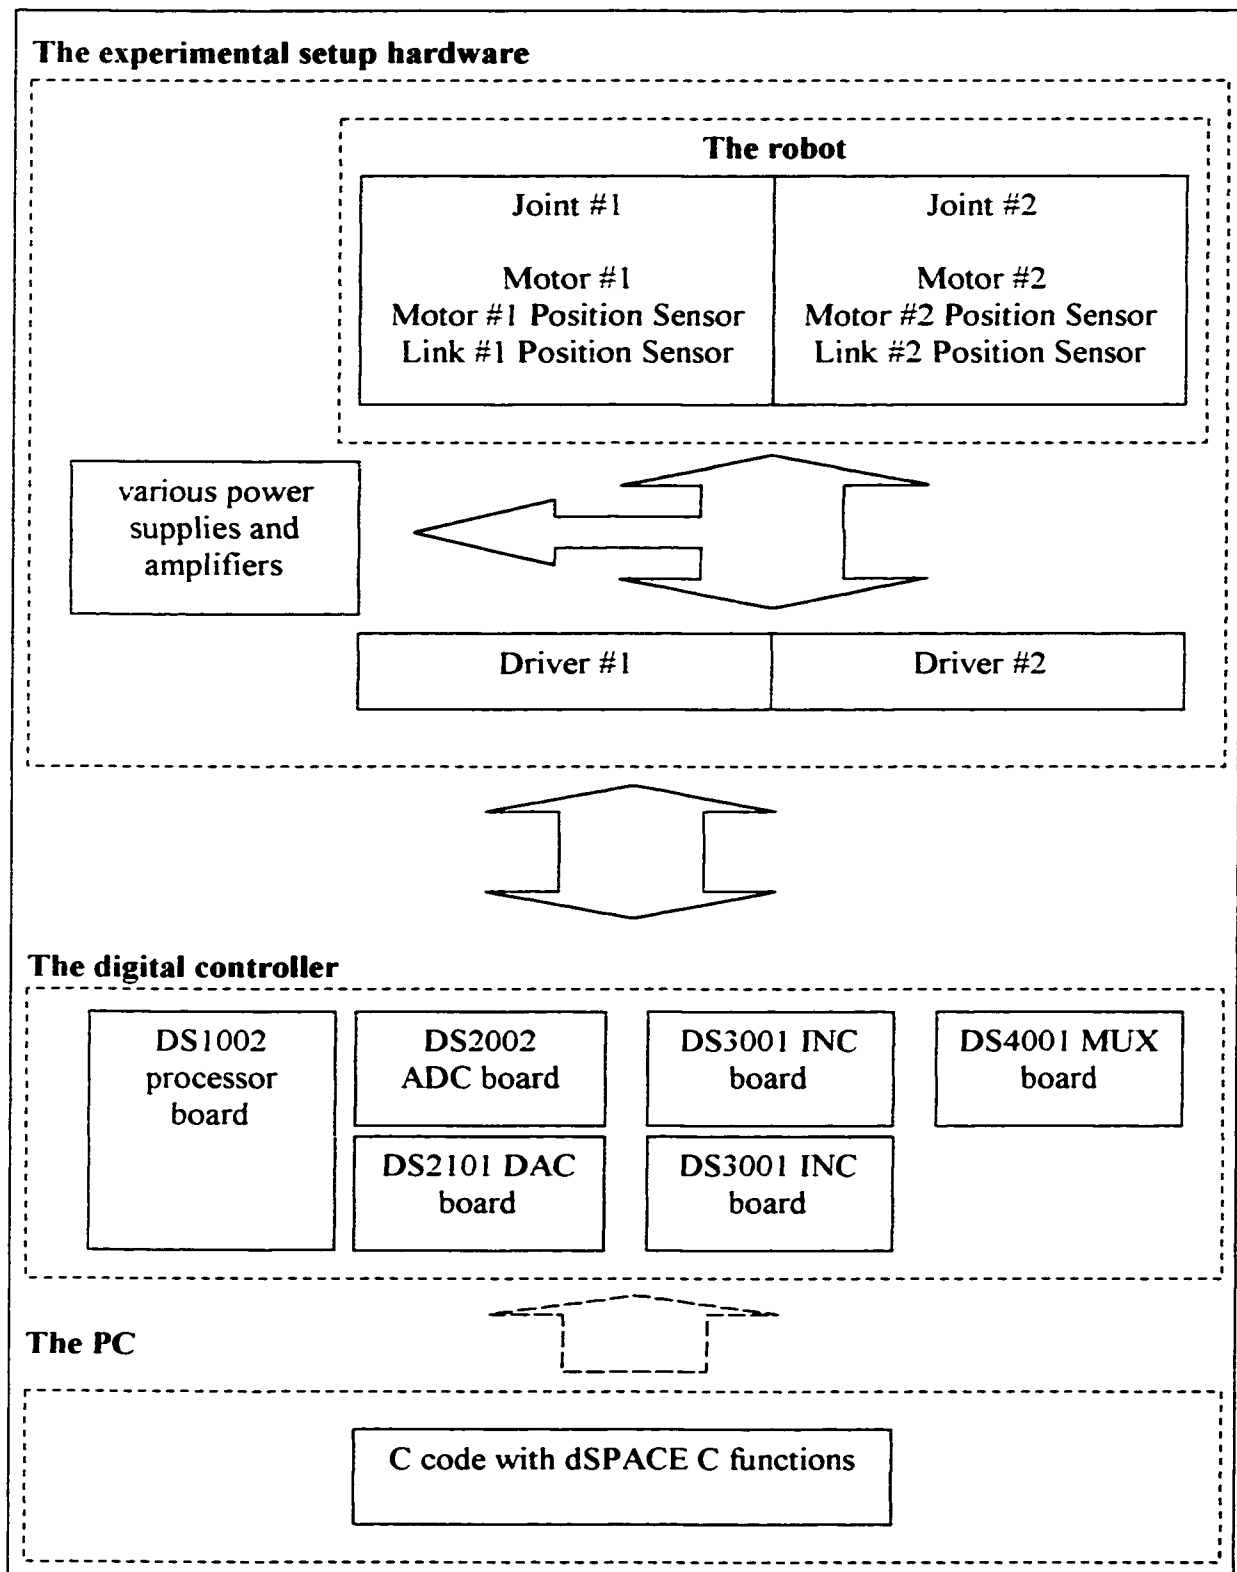 The experimental setup hardware
The robot
Joint #1
Motor #1
Motor #1 Position Sensor
Link #1 Position Sensor
Joint #2
Motor #2
Motor #2 Position Sensor
Link #2 Position Sensor
various power
supplies and
amplifiers
Driver #1
Driver #2
The digital controller
DS1002
processor
board
DS2002
ADC board
DS2101 DAC
board
DS3001 INC
board
DS3001 INC
board
DS4001 MUX
board
The PC
C code with dSPACE C functions